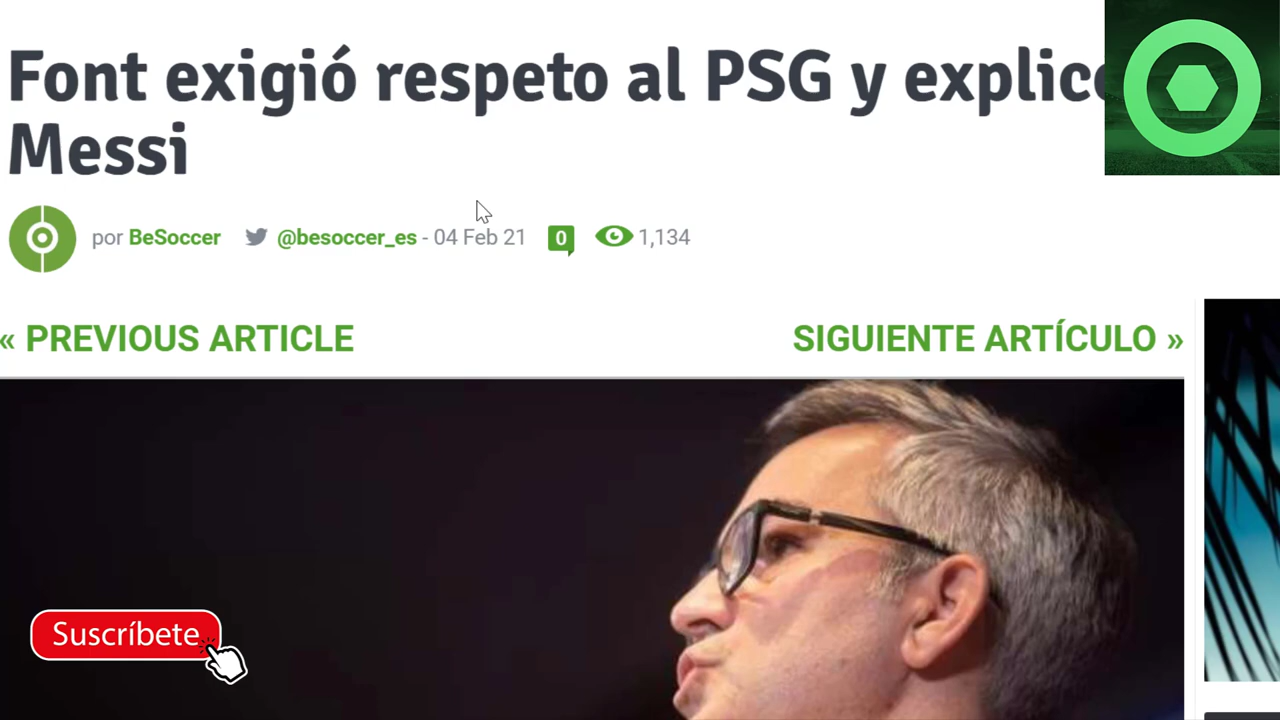 Font exigió respeto al PSG y explicó
Messi
por BeSoccer @besoccer_es - 04 Feb 21 0 1,134
« PREVIOUS ARTICLE
SIGUIENTE ARTÍCULO »
Suscríbete